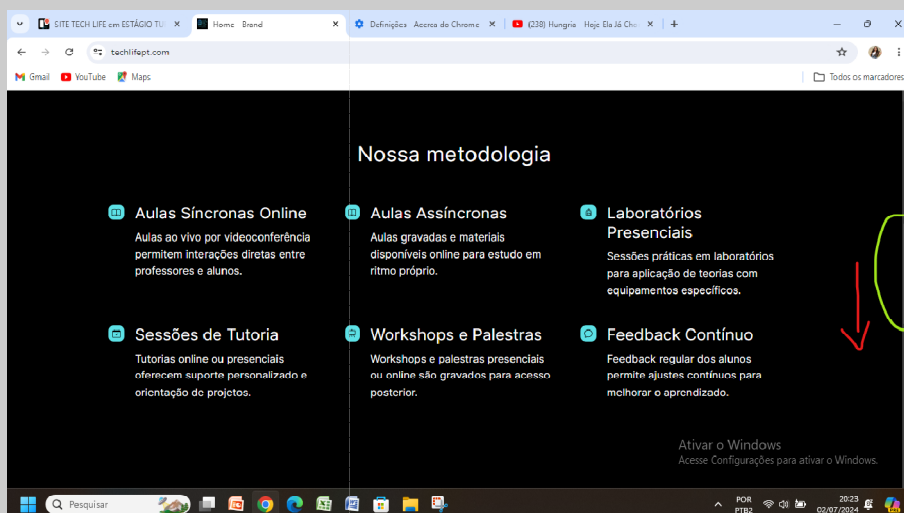 SITE TECH LIFE em ESTÁGIO TU
Home Brand
Definições Acerca do Chrome
(238) Hungria Hoje Ela Já Cho
techlifept.com
Gmail YouTube Maps
Todos os marcadores
Nossa metodologia
Aulas Síncronas Online
Aulas ao vivo por videoconferência
permitem interações diretas entre
professores e alunos.
Aulas Assíncronas
Aulas gravadas e materiais
disponíveis online para estudo em
ritmo próprio.
Laboratórios
Presenciais
Sessões práticas em laboratórios
para aplicação de teorias com
equipamentos específicos.
Sessões de Tutoria
Tutorias online ou presenciais
oferecem suporte personalizado e
orientação de projetos.
Workshops e Palestras
Workshops e palestras presenciais
ou online são gravados para acesso
posterior.
Feedback Contínuo
Feedback regular dos alunos
permite ajustes contínuos para
melhorar o aprendizado.
Ativar o Windows
Acesse Configurações para ativar o Windows.
Pesquisar
POR
PTB2
20:23
02/07/2024